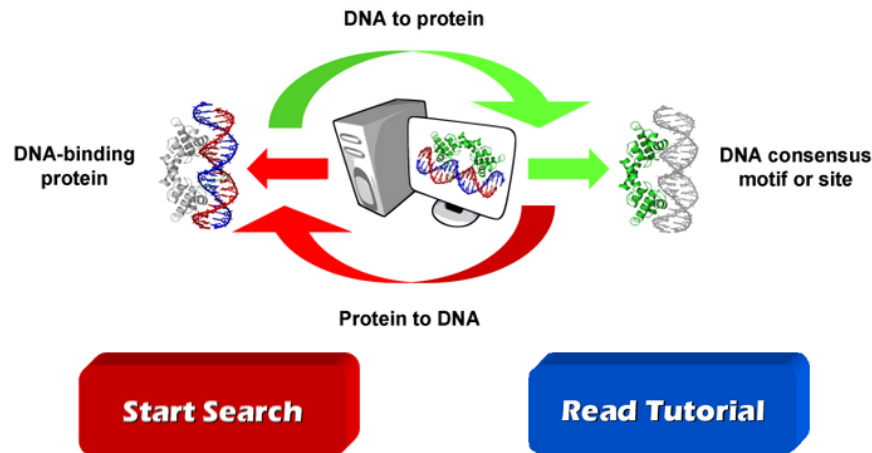 DNA to protein
DNA-binding
protein
DNA consensus
motif or site
Protein to DNA
Start Search
Read Tutorial